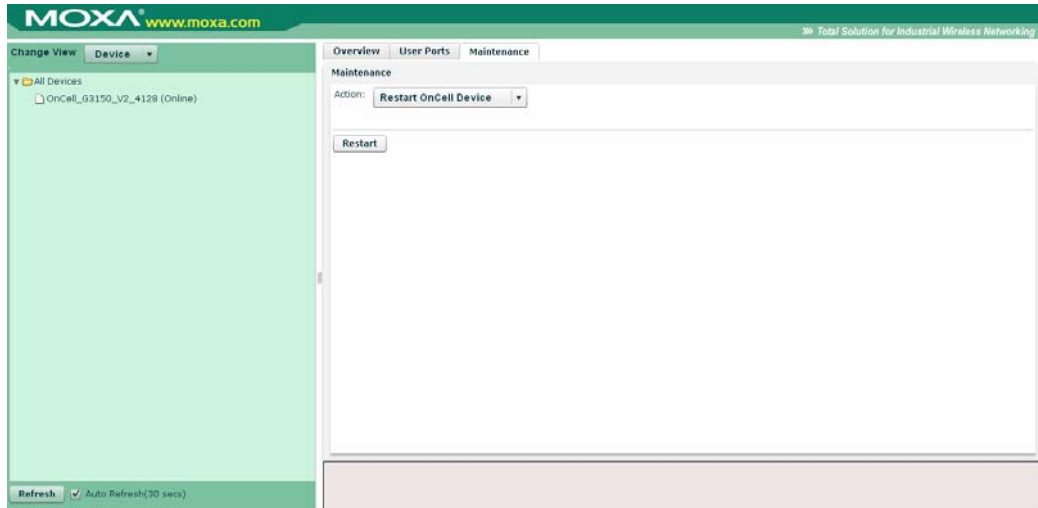 MOXA® www.moxa.com
Total Solution for Industrial Wireless Networking
Change View Device
All Devices
OnCell_G3150_V2_4128 (Online)
Refresh Auto Refresh(30 secs)
Overview User Ports Maintenance
Maintenance
Action: Restart OnCell Device
Restart